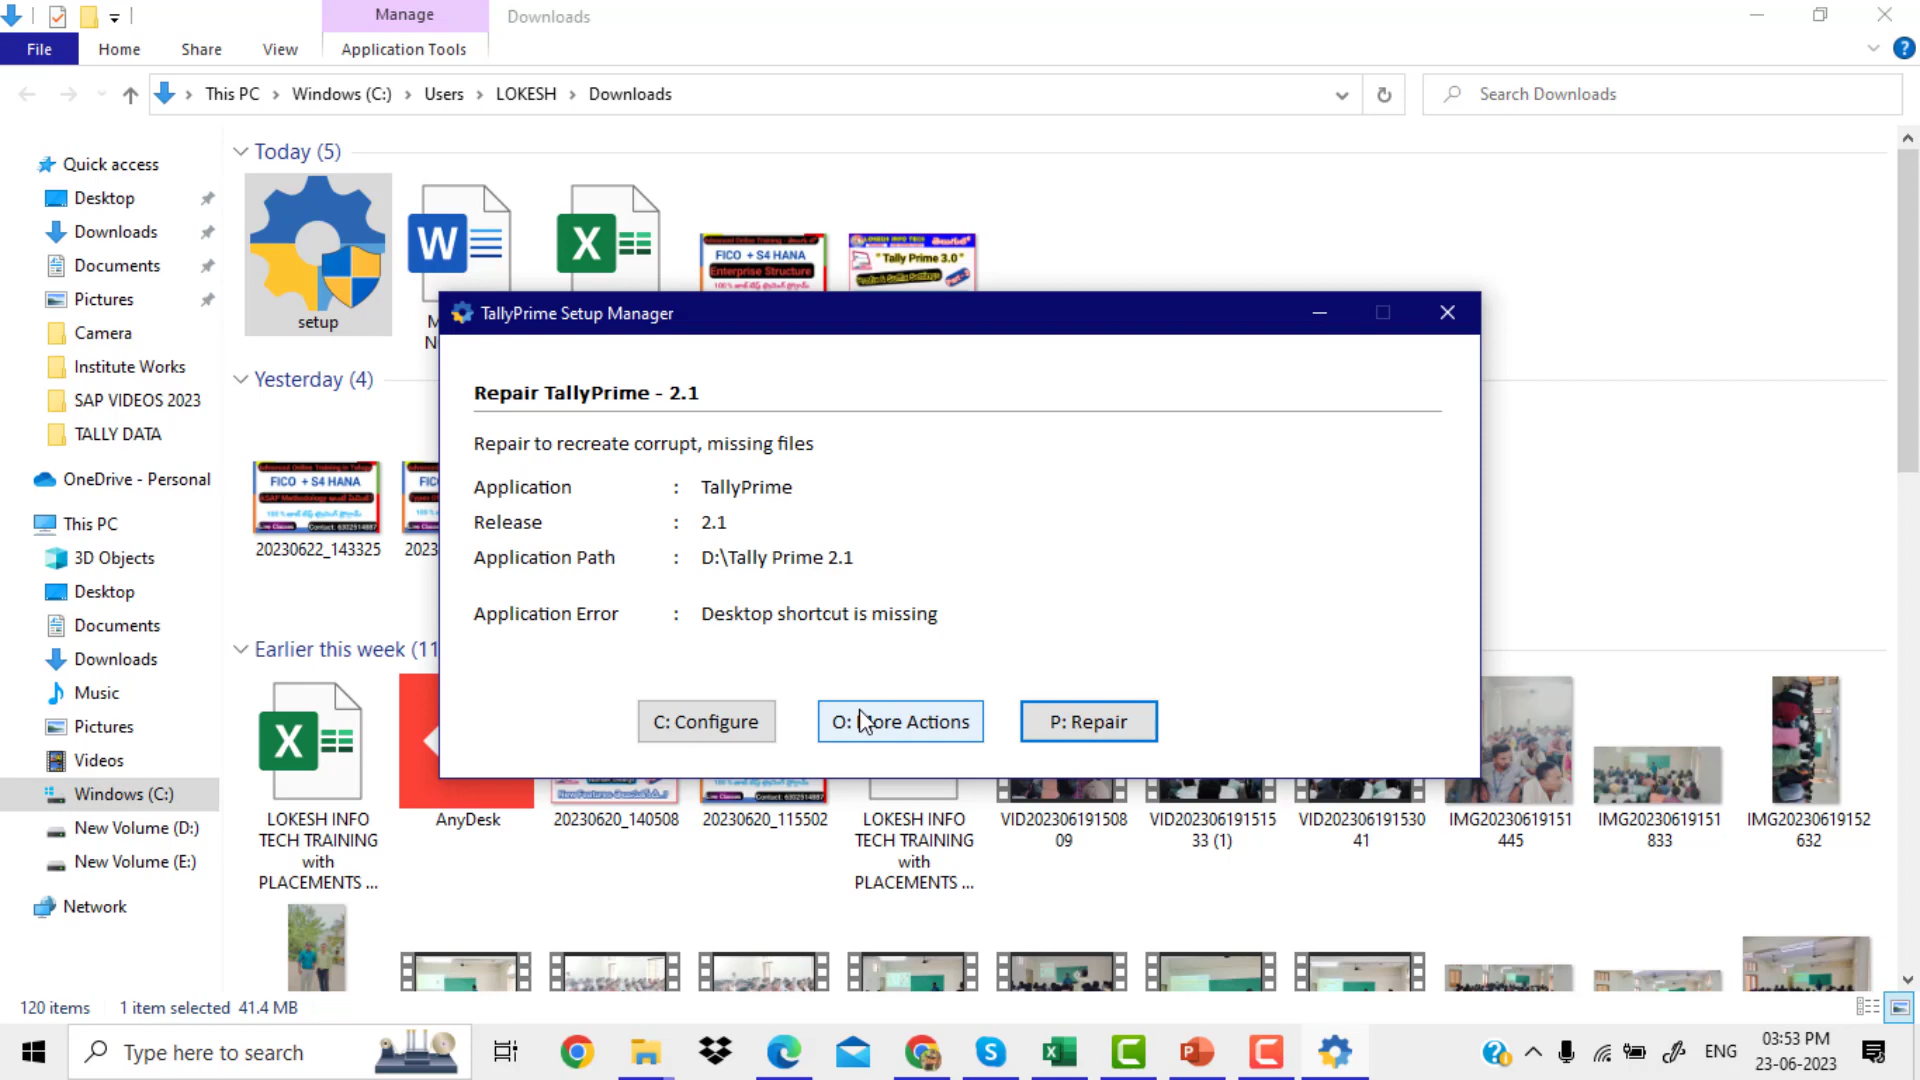 Manage
Downloads
File
Home
Share
View
Application Tools
This PC
Windows (C:)
Users
LOKESH
Downloads
Search Downloads
Quick access
Desktop
Downloads
Documents
Pictures
Camera
Institute Works
SAP VIDEOS 2023
TALLY DATA
OneDrive - Personal
This PC
3D Objects
Desktop
Documents
Downloads
Music
Pictures
Videos
Windows (C:)
New Volume (D:)
New Volume (E:)
Network
Today (5)
setup
M
N
FICO + S4 HANA
Enterprise Structure
" Tally Prime 3.0 "
Yesterday (4)
FICO + S4 HANA
20230622_143325
202
Earlier this week (11
TallyPrime Setup Manager
Repair TallyPrime - 2.1
Repair to recreate corrupt, missing files
Application : TallyPrime
Release : 2.1
Application Path : D:\Tally Prime 2.1
Application Error : Desktop shortcut is missing
C: Configure
O: More Actions
P: Repair
LOKESH INFO
TECH TRAINING
with
PLACEMENTS ...
AnyDesk
20230620_140508
20230620_115502
LOKESH INFO
TECH TRAINING
with
PLACEMENTS ...
VID202306191508
09
VID202306191515
33 (1)
VID202306191530
41
IMG20230619151
445
IMG20230619151
833
IMG20230619152
632
120 items
1 item selected 41.4 MB
Type here to search
ENG
03:53 PM
23-06-2023